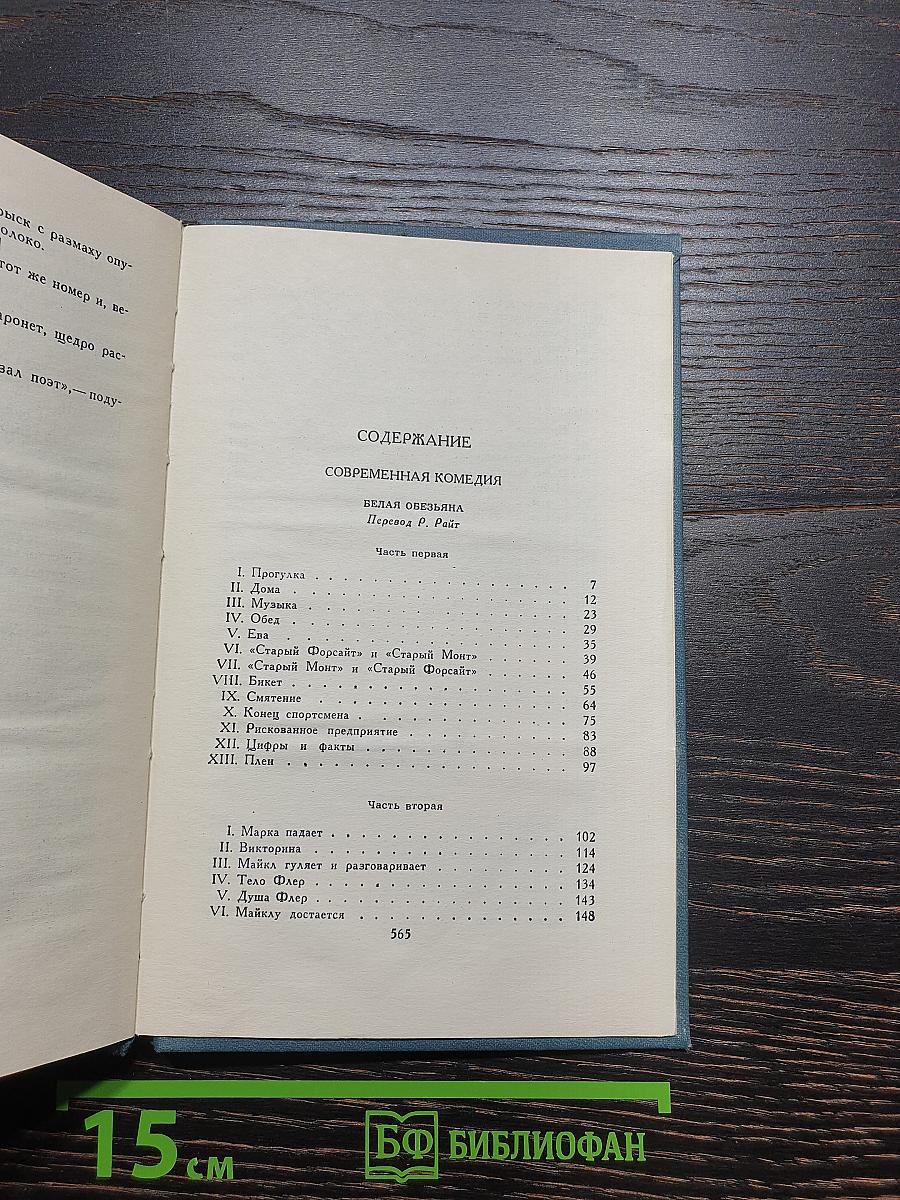 рыск с размаху опу-
олоко.
тот же номер и, ве-
аронет, щедро рас-
зал поэт»,— поду-
СОДЕРЖАНИЕ
СОВРЕМЕННАЯ КОМЕДИЯ
БЕЛАЯ ОБЕЗЬЯНА
Перевод Р. Райт
Часть первая
I. Прогулка . . . . . . . . . . . . . . . . . . 7
II. Дома . . . . . . . . . . . . . . . . . . . 12
III. Музыка . . . . . . . . . . . . . . . . . . 23
IV. Обед . . . . . . . . . . . . . . . . . . . 29
V. Ева . . . . . . . . . . . . . . . . . . . 35
VI. «Старый Форсайт» и «Старый Монт» . . . . . . 39
VII. «Старый Монт» и «Старый Форсайт» . . . . . . 46
VIII. Бикет . . . . . . . . . . . . . . . . . . . 55
IX. Смятение . . . . . . . . . . . . . . . . . . 64
X. Конец спортсмена . . . . . . . . . . . . . . 75
XI. Рискованное предприятие . . . . . . . . . . . 83
XII. Цифры и факты . . . . . . . . . . . . . . 88
XIII. Плен . . . . . . . . . . . . . . . . . . . 97
Часть вторая
I. Марка падает . . . . . . . . . . . . . . . . 102
II. Викторина . . . . . . . . . . . . . . . . . 114
III. Майкл гуляет и разговаривает . . . . . . . . . 124
IV. Тело Флер . . . . . . . . . . . . . . . . . 134
V. Душа Флер . . . . . . . . . . . . . . . . . 143
VI. Майклу достается . . . . . . . . . . . . . . 148
565
15 см
БФ БИБЛИОФАН